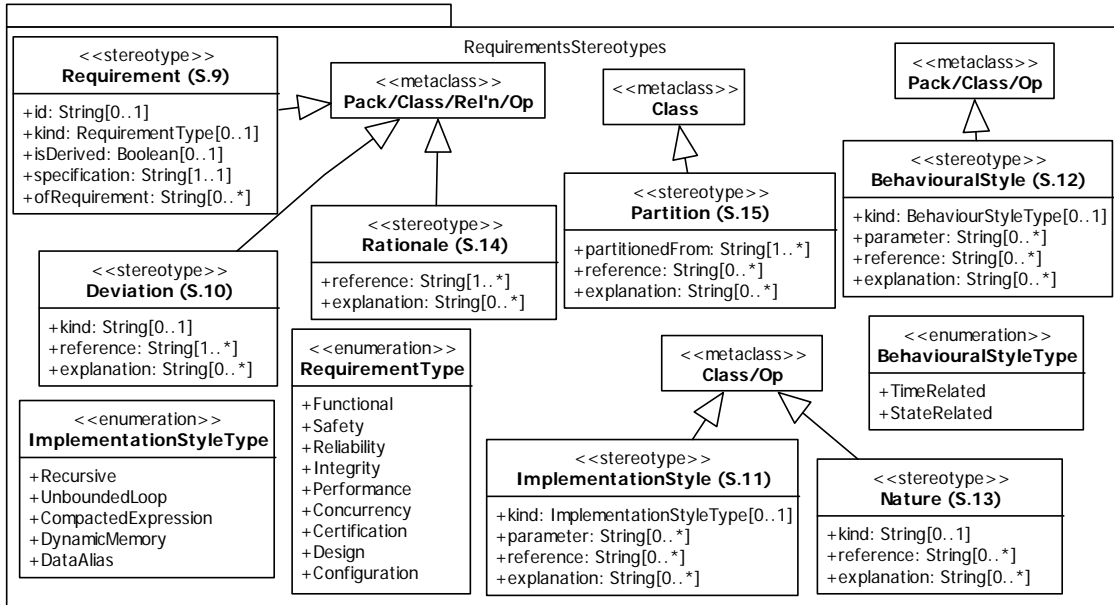 RequirementsStereotypes
<<stereotype>>
Requirement (S.9)
+id: String[0..1]
+kind: RequirementType[0..1]
+isDerived: Boolean[0..1]
+specification: String[1..1]
+ofRequirement: String[0..*]
<<metaclass>>
Pack/Class/Rel'n/Op
<<metaclass>>
Class
<<metaclass>>
Pack/Class/Op
<<stereotype>>
Deviation (S.10)
+kind: String[0..1]
+reference: String[1..*]
+explanation: String[0..*]
<<stereotype>>
Rationale (S.14)
+reference: String[1..*]
+explanation: String[0..*]
<<stereotype>>
Partition (S.15)
+partitionedFrom: String[1..*]
+reference: String[0..*]
+explanation: String[0..*]
<<stereotype>>
BehaviouralStyle (S.12)
+kind: BehaviourStyleType[0..1]
+parameter: String[0..*]
+reference: String[0..*]
+explanation: String[0..*]
<<enumeration>>
ImplementationStyleType
+Recursive
+UnboundedLoop
+CompactedExpression
+DynamicMemory
+DataAlias
<<enumeration>>
RequirementType
+Functional
+Safety
+Reliability
+Integrity
+Performance
+Concurrency
+Certification
+Design
+Configuration
<<metaclass>>
Class/Op
<<enumeration>>
BehaviouralStyleType
+TimeRelated
+StateRelated
<<stereotype>>
ImplementationStyle (S.11)
+kind: ImplementationStyleType[0..1]
+parameter: String[0..*]
+reference: String[0..*]
+explanation: String[0..*]
<<stereotype>>
Nature (S.13)
+kind: String[0..1]
+reference: String[0..*]
+explanation: String[0..*]